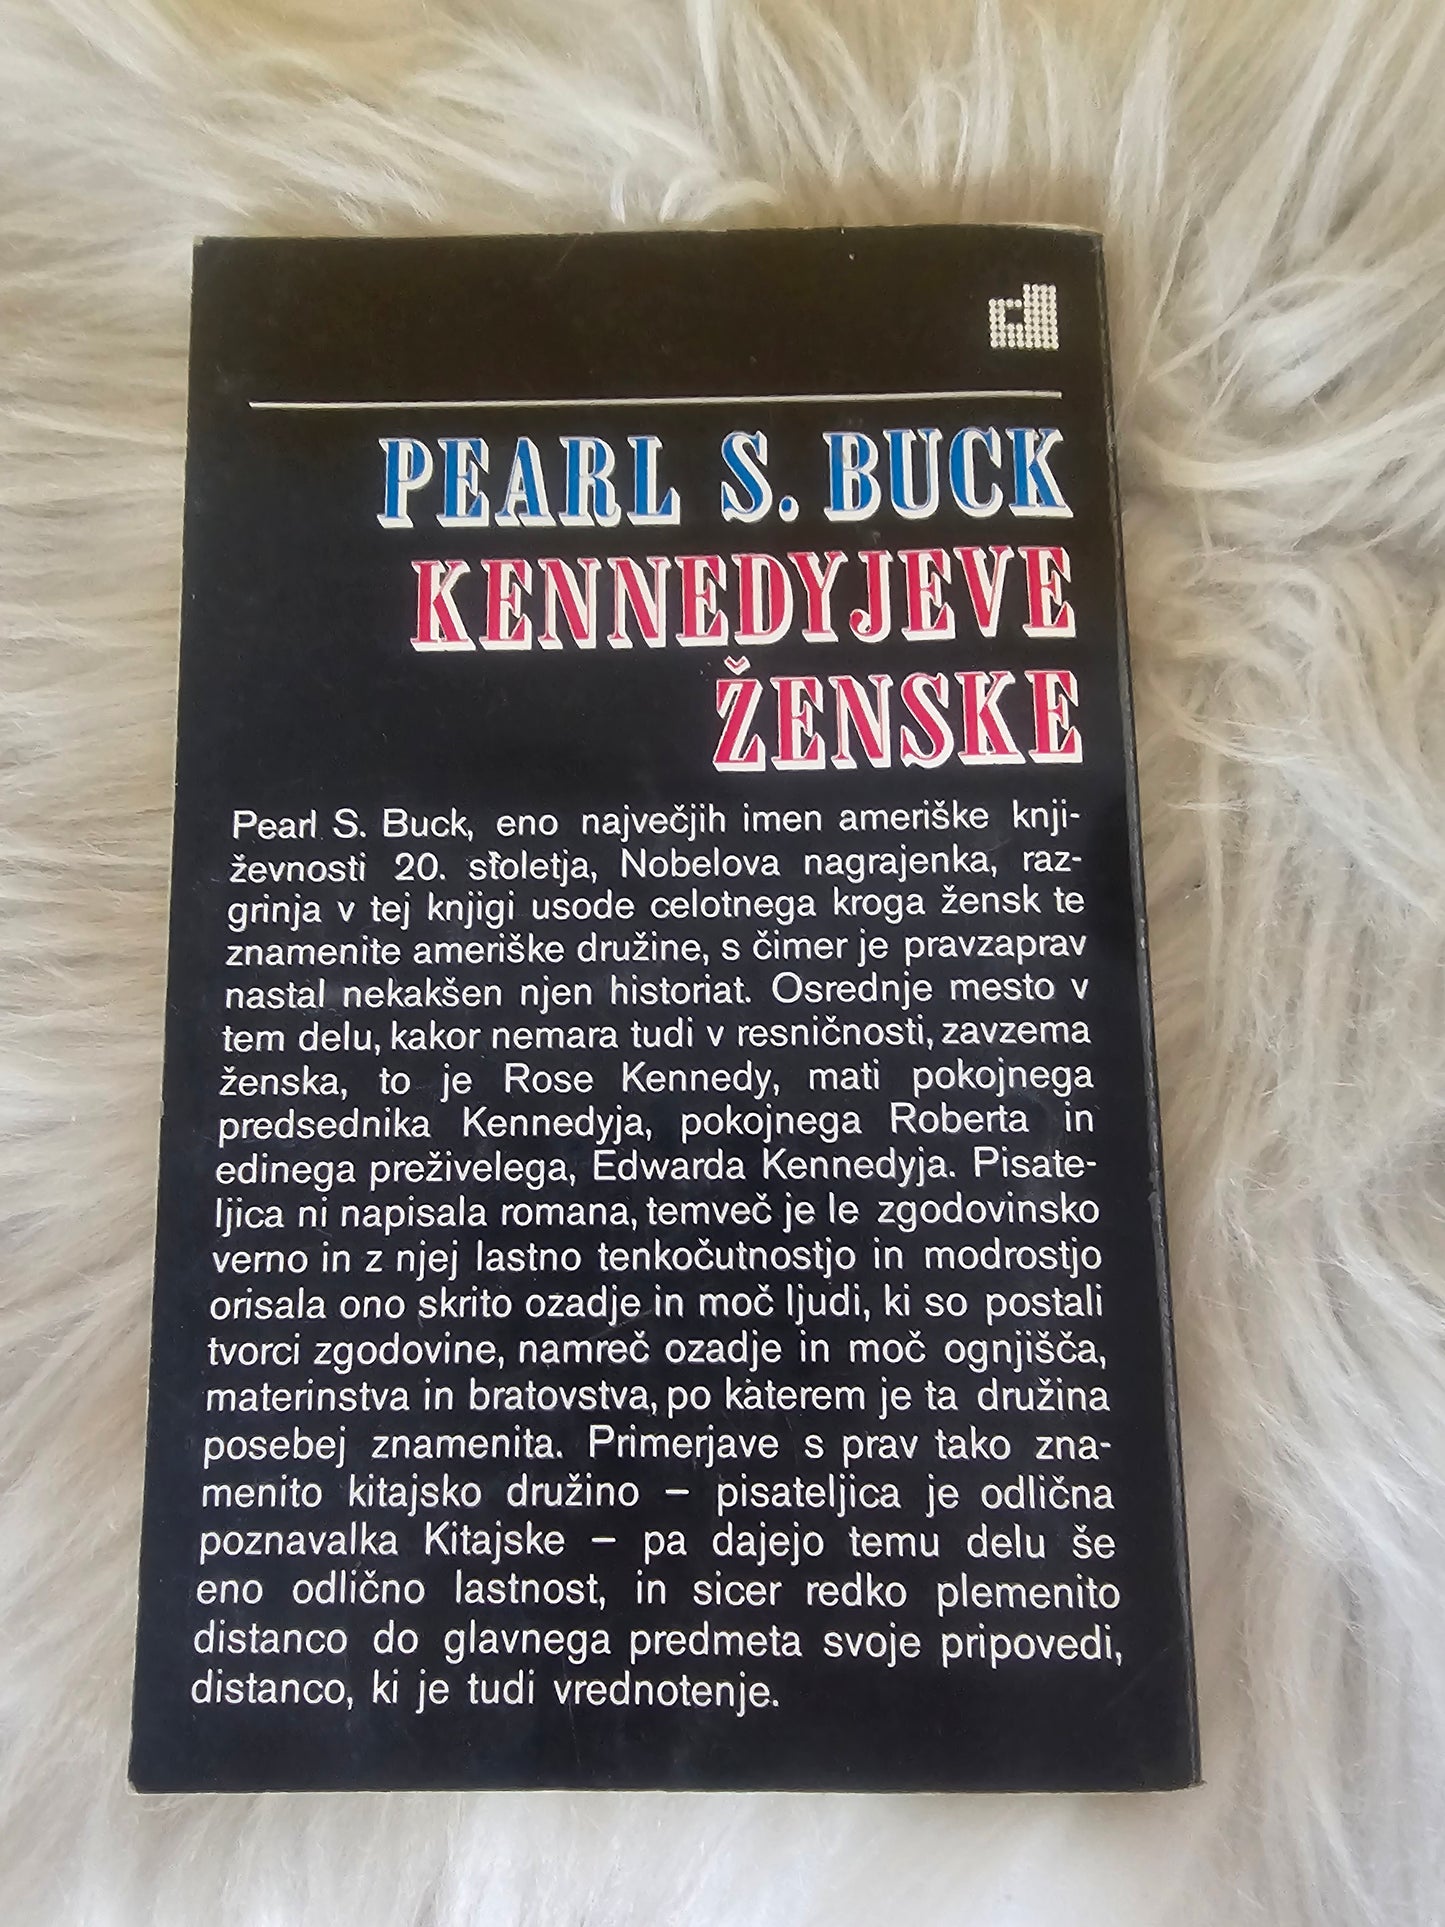 d
PEARL S. BUCK
KENNEDYJEVE
ŽENSKE
Pearl S. Buck, eno največjih imen ameriške knji-
ževnosti 20. stoletja, Nobelova nagrajenka, raz-
grinja v tej knjigi usode celotnega kroga žensk te
znamenite ameriške družine, s čimer je pravzaprav
nastal nekakšen njen historiat. Osrednje mesto v
tem delu, kakor nemara tudi v resničnosti, zavzema
ženska, to je Rose Kennedy, mati pokojnega
predsednika Kennedyja, pokojnega Roberta in
edinega preživelega, Edwarda Kennedyja. Pisate-
ljica ni napisala romana, temveč je le zgodovinsko
verno in z njej lastno tenkočutnostjo in modrostjo
orisala ono skrito ozadje in moč ljudi, ki so postali
tvorci zgodovine, namreč ozadje in moč ognjišča,
materinstva in bratovstva, po katerem je ta družina
posebej znamenita. Primerjave s prav tako zna-
menito kitajsko družino – pisateljica je odlična
poznavalka Kitajske – pa dajejo temu delu še
eno odlično lastnost, in sicer redko plemenito
distanco do glavnega predmeta svoje pripovedi,
distanco, ki je tudi vrednotenje.